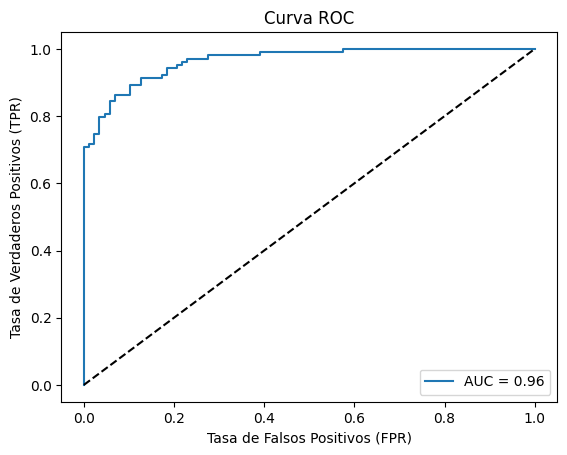 Curva ROC
Tasa de Verdaderos Positivos (TPR)
1.0
0.8
0.6
0.4
0.2
0.0
0.0 0.2 0.4 0.6 0.8 1.0
Tasa de Falsos Positivos (FPR)
AUC = 0.96